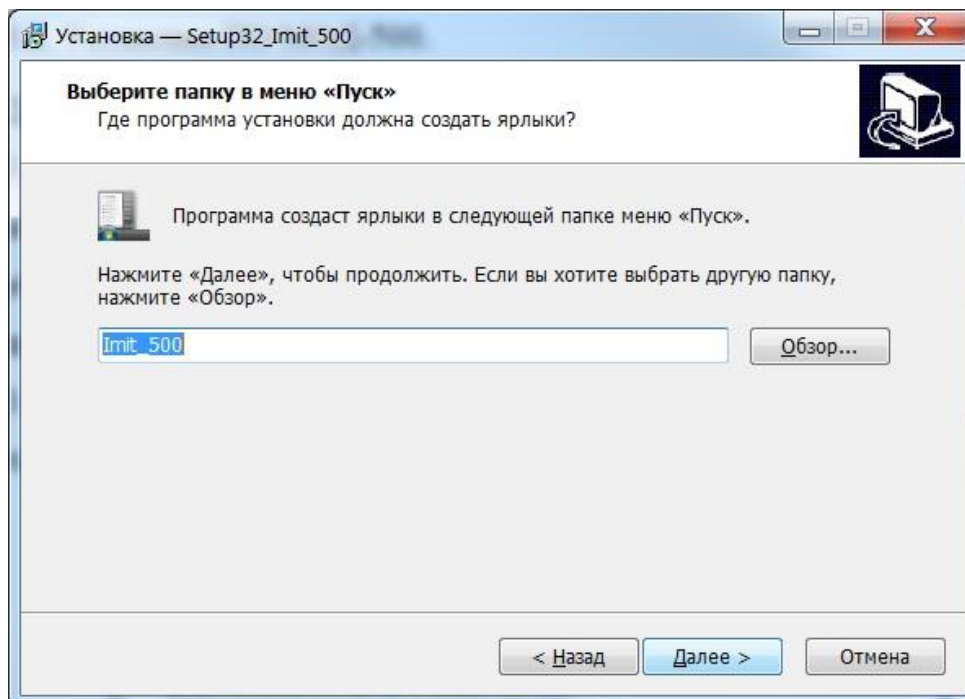 Установка — Setup32_Imit_500
Выберите папку в меню «Пуск»
Где программа установки должна создать ярлыки?
Программа создаст ярлыки в следующей папке меню «Пуск».
Нажмите «Далее», чтобы продолжить. Если вы хотите выбрать другую папку,
нажмите «Обзор».
Imit_500
Обзор...
< Назад
Далее >
Отмена